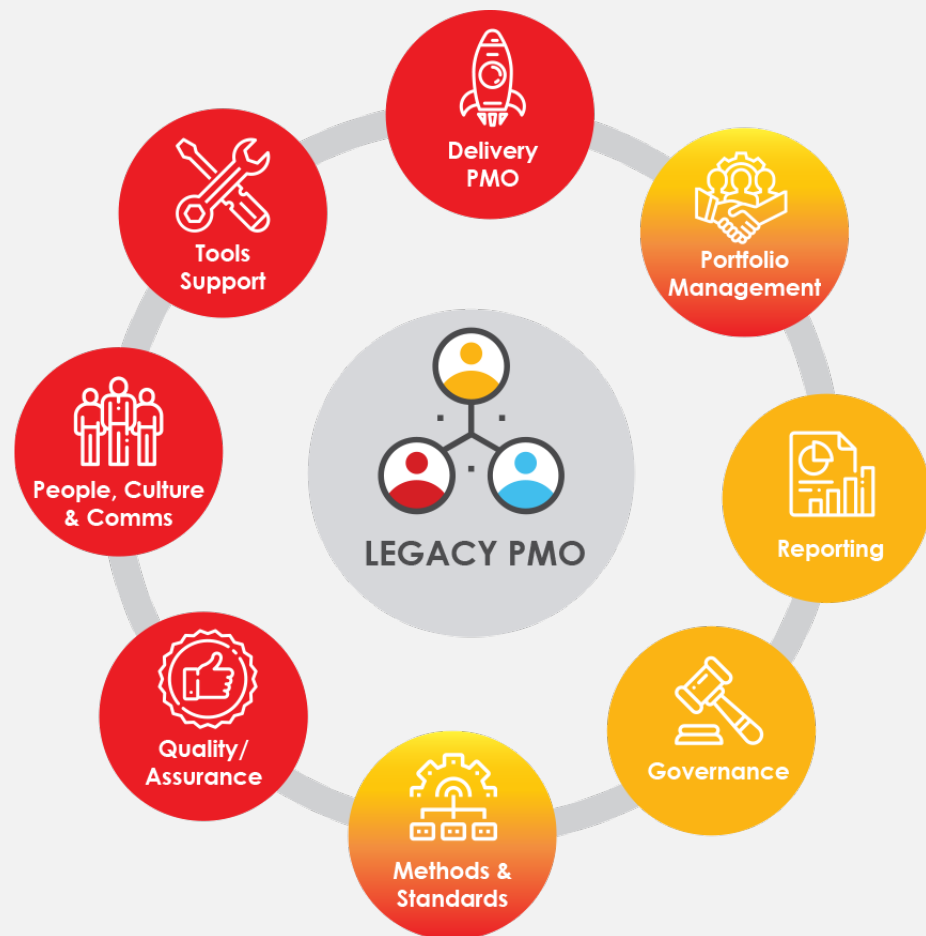 Delivery
PMO
Portfolio
Management
Reporting
Governance
Methods &
Standards
Quality/
Assurance
People, Culture
& Comms
Tools
Support
LEGACY PMO